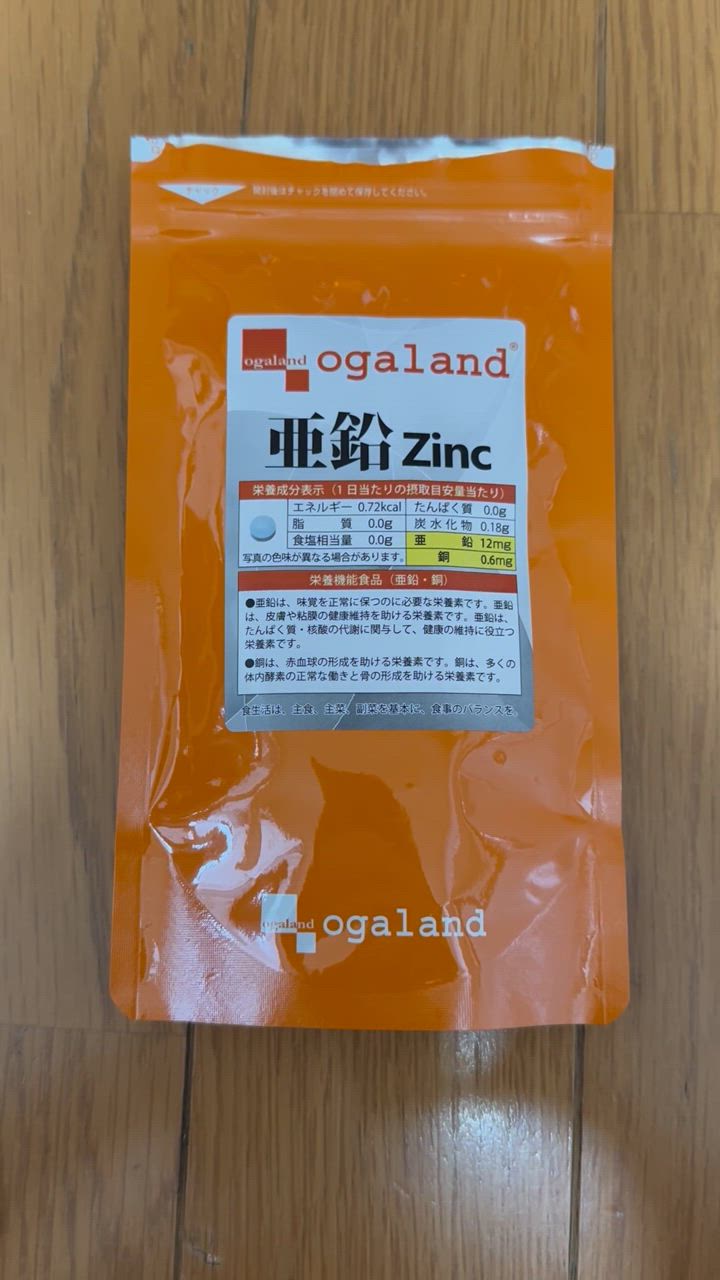 チャック
開封後はチャックを閉めて保存してください。
ogaland ogaland®
亜鉛 Zinc
栄養成分表示（1日当たりの摂取目安量当たり）
エネルギー 0.72kcal たんぱく質 0.0g
脂質 0.0g 炭水化物 0.18g
食塩相当量 0.0g 亜鉛 12mg
写真の色味が異なる場合があります。 銅 0.6mg
栄養機能食品（亜鉛・銅）
●亜鉛は、味覚を正常に保つのに必要な栄養素です。亜鉛
は、皮膚や粘膜の健康維持を助ける栄養素です。亜鉛は、
たんぱく質・核酸の代謝に関与して、健康の維持に役立つ
栄養素です。
●銅は、赤血球の形成を助ける栄養素です。銅は、多くの
体内酵素の正常な働きと骨の形成を助ける栄養素です。
食生活は、主食、主菜、副菜を基本に、食事のバランスを。
ogaland ogaland